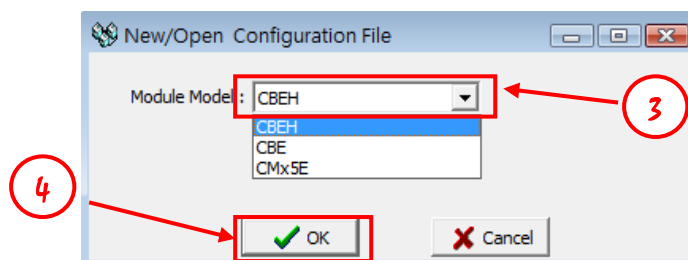 New/Open Configuration File
Module Model : CBEH
3
CBEH
CBE
CMx5E
4
OK
Cancel